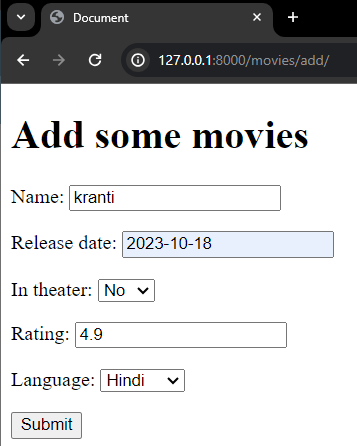 Document
127.0.0.1:8000/movies/add/
Add some movies
Name: kranti
Release date: 2023-10-18
In theater: No
Rating: 4.9
Language: Hindi
Submit